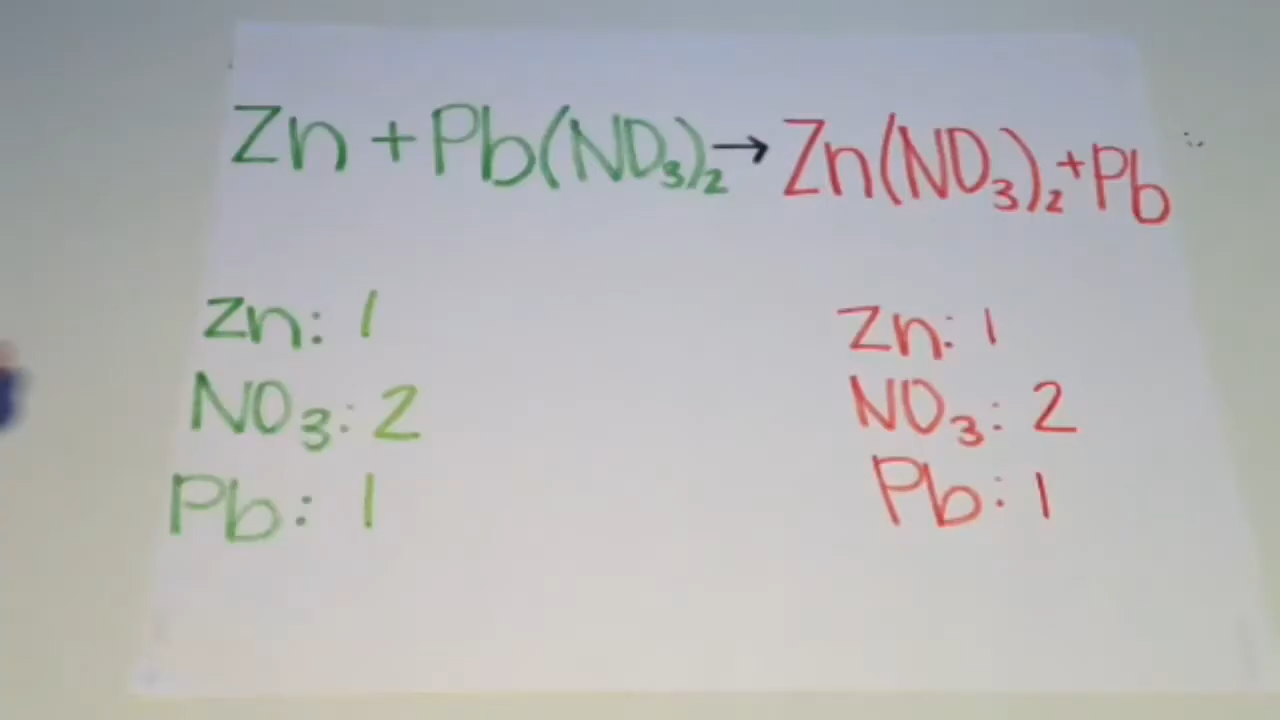 Zn + Pb(NO₃)₂ → Zn(NO₃)₂ + Pb
Zn: 1
NO₃: 2
Pb: 1
Zn: 1
NO₃: 2
Pb: 1